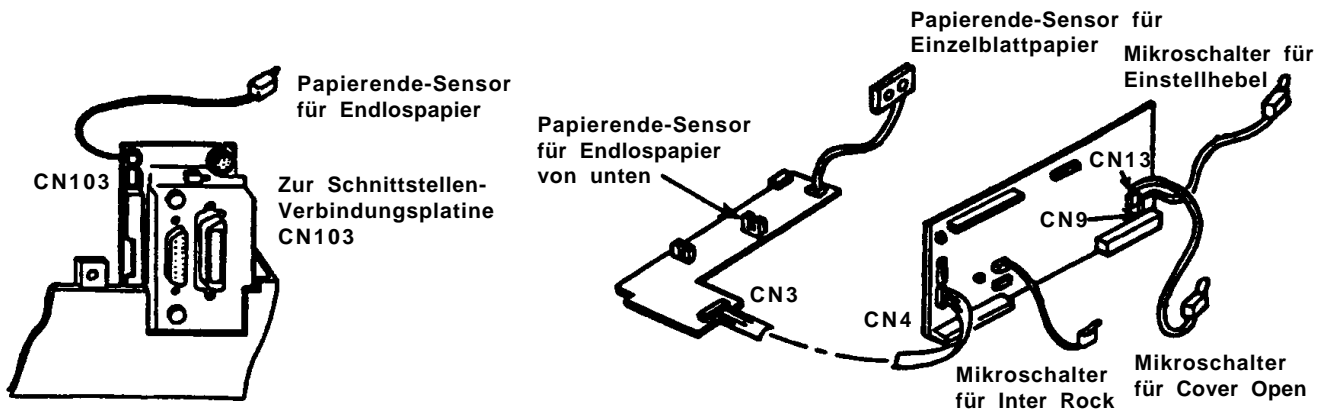 Papierende-Sensor
für Endlospapier
CN103
Zur Schnittstellen-
Verbindungsplatine
CN103
Papierende-Sensor für
Einzelblattpapier
Mikroschalter für
Einstellhebel
Papierende-Sensor
für Endlospapier
von unten
CN13
CN9
CN3
CN4
Mikroschalter
für Inter Rock
Mikroschalter
für Cover Open